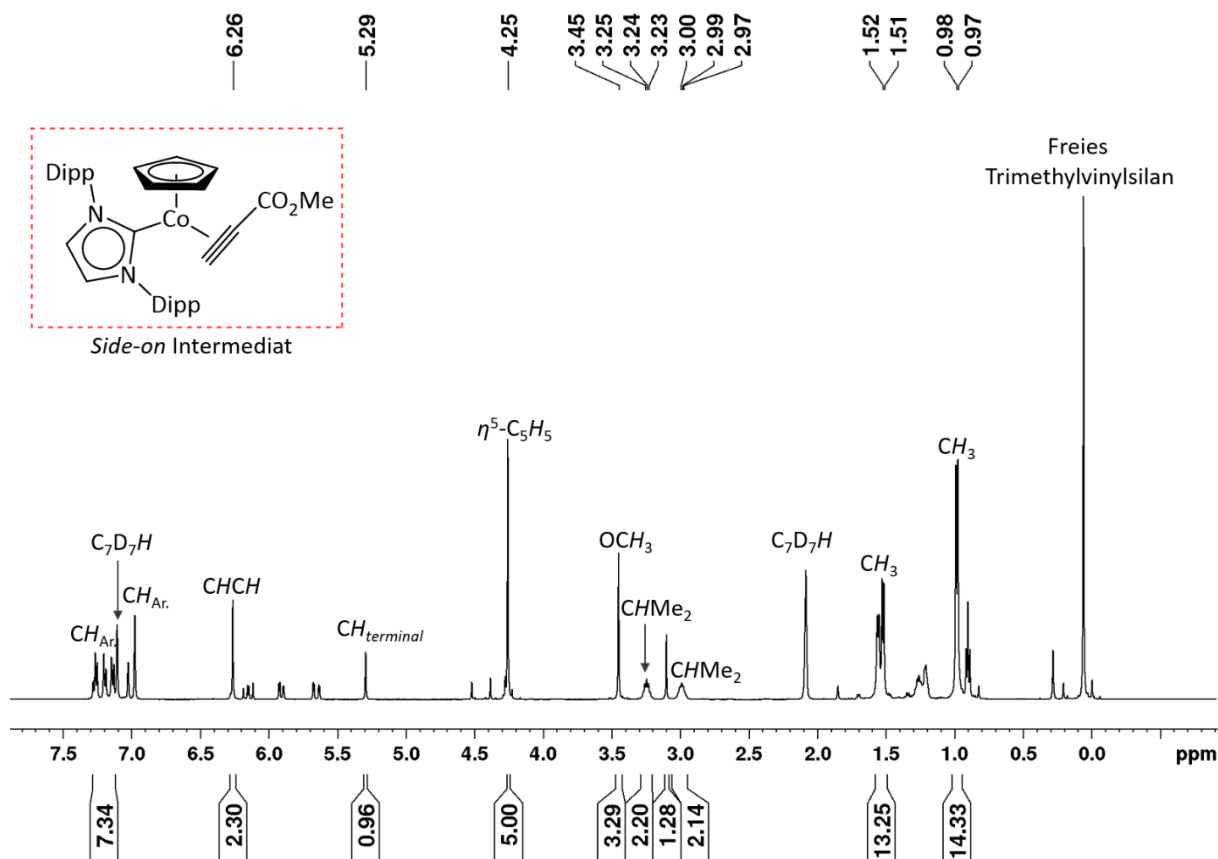 6.26
5.29
4.25
3.45
3.25
3.24
3.23
3.00
2.99
2.97
1.52
1.51
0.98
0.97
Dipp
N
N
Co
CO2Me
Dipp
Side-on Intermediat
Freies
Trimethylvinylsilan
η5-C5H5
CH3
C7D7H
CHAr.
CHAr.
CHCH
CHterminal
OCH3
CHMe2
CHMe2
C7D7H
CH3
7.5 7.0 6.5 6.0 5.5 5.0 4.5 4.0 3.5 3.0 2.5 2.0 1.5 1.0 0.5 0.0 ppm
7.34
2.30
0.96
5.00
3.29
2.20
1.28
2.14
13.25
14.33